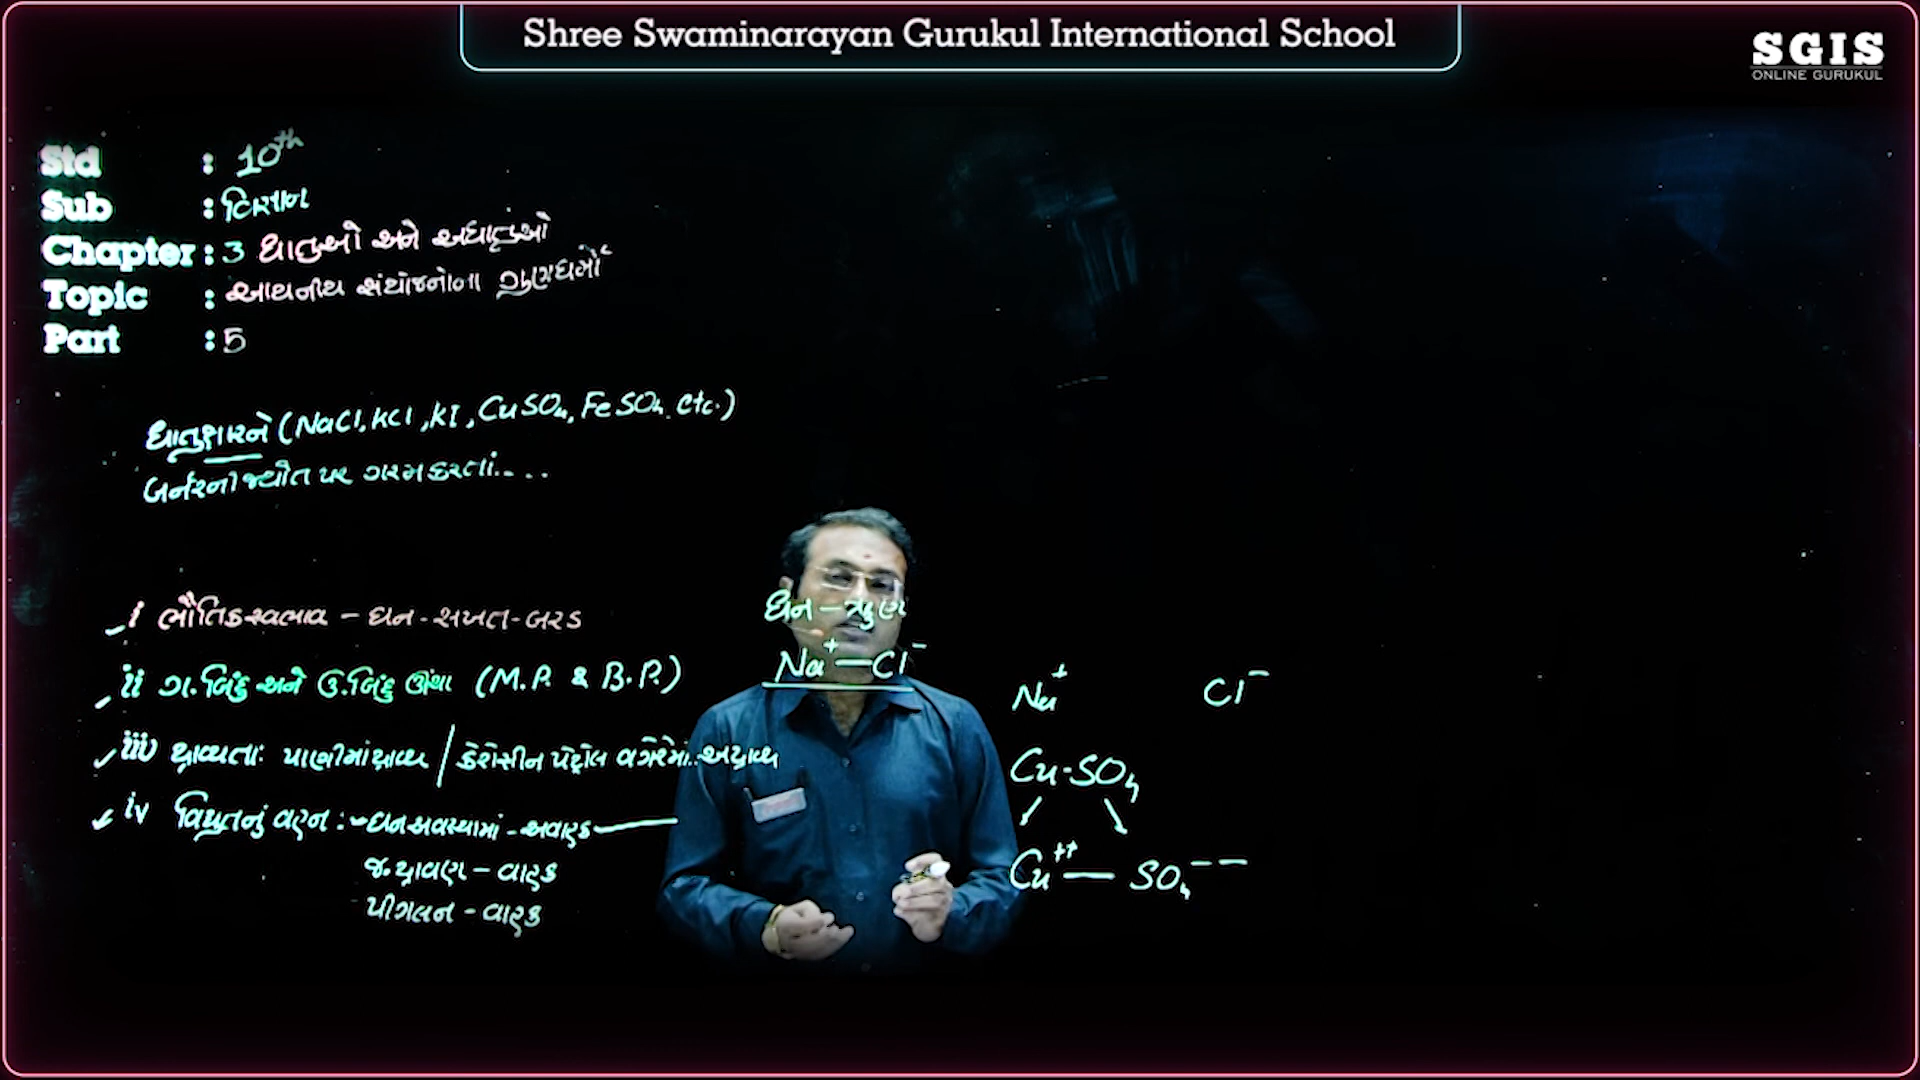 Shree Swaminarayan Gurukul International School
SGIS
ONLINE GURUKUL
Std : 10th
Sub : વિજ્ઞાન
Chapter : 3 ધાતુઓ અને અધાતુઓ
Topic : આયનીય સંયોજનોના ગુણધર્મો
Part : 5
ધાતુક્ષારને (NaCl, KCl, KI, CuSO4, FeSO4 etc.)
બર્નરની જ્યોત પર ગરમ કરતાં....
i ભૌતિક સ્વભાવ – ઘન - સખત - બરડ
ii ગ.બિંદુ અને ઉ.બિંદુ ઊંચા (M.P. & B.P.)
iii દ્રાવ્યતા: પાણીમાં દ્રાવ્ય / કેરોસીન પેટ્રોલ વગેરેમાં..અદ્રાવ્ય
iv વિદ્યુતનું વહન : - ઘન અવસ્થામાં - અવાહક
જ.દ્રાવણ – વાહક
પીગલન - વાહક
ધન – ઋણ
Na+ — Cl-
Na+ Cl-
Cu-SO4
Cu++ — SO4--